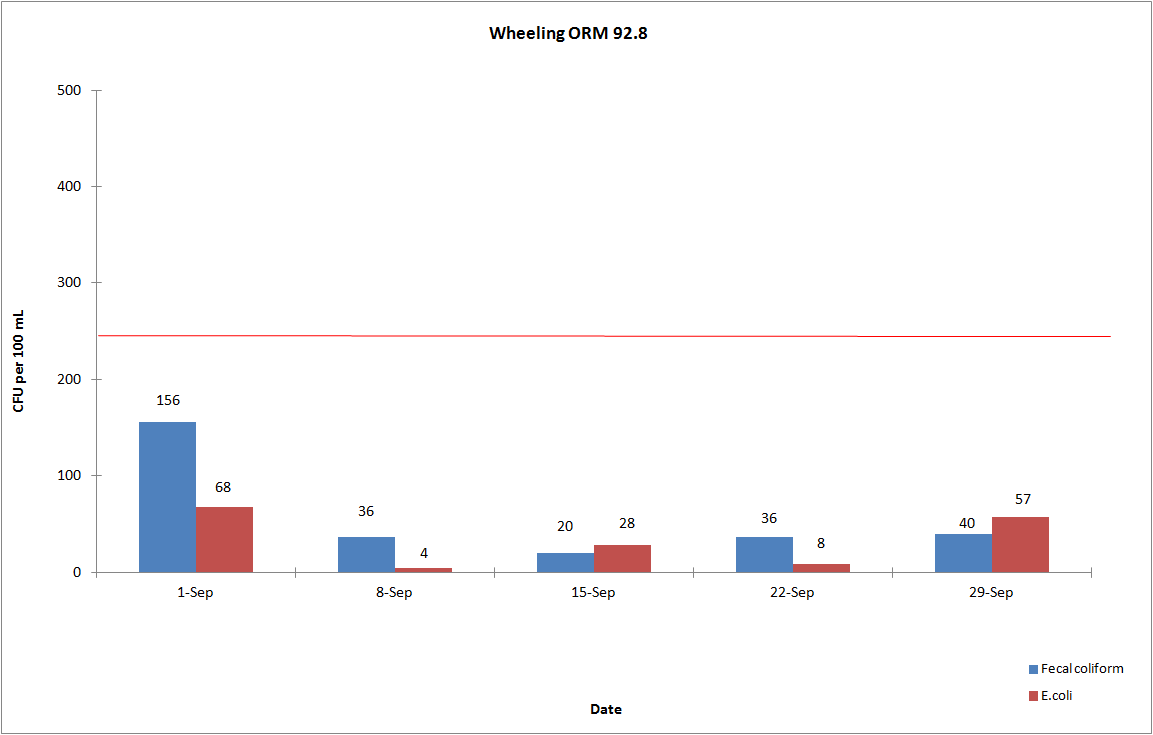 Wheeling ORM 92.8
500
400
300
200
100
0
CFU per 100 mL
156
68
36
4
20
28
36
8
40
57
1-Sep
8-Sep
15-Sep
22-Sep
29-Sep
Fecal coliform
E.coli
Date